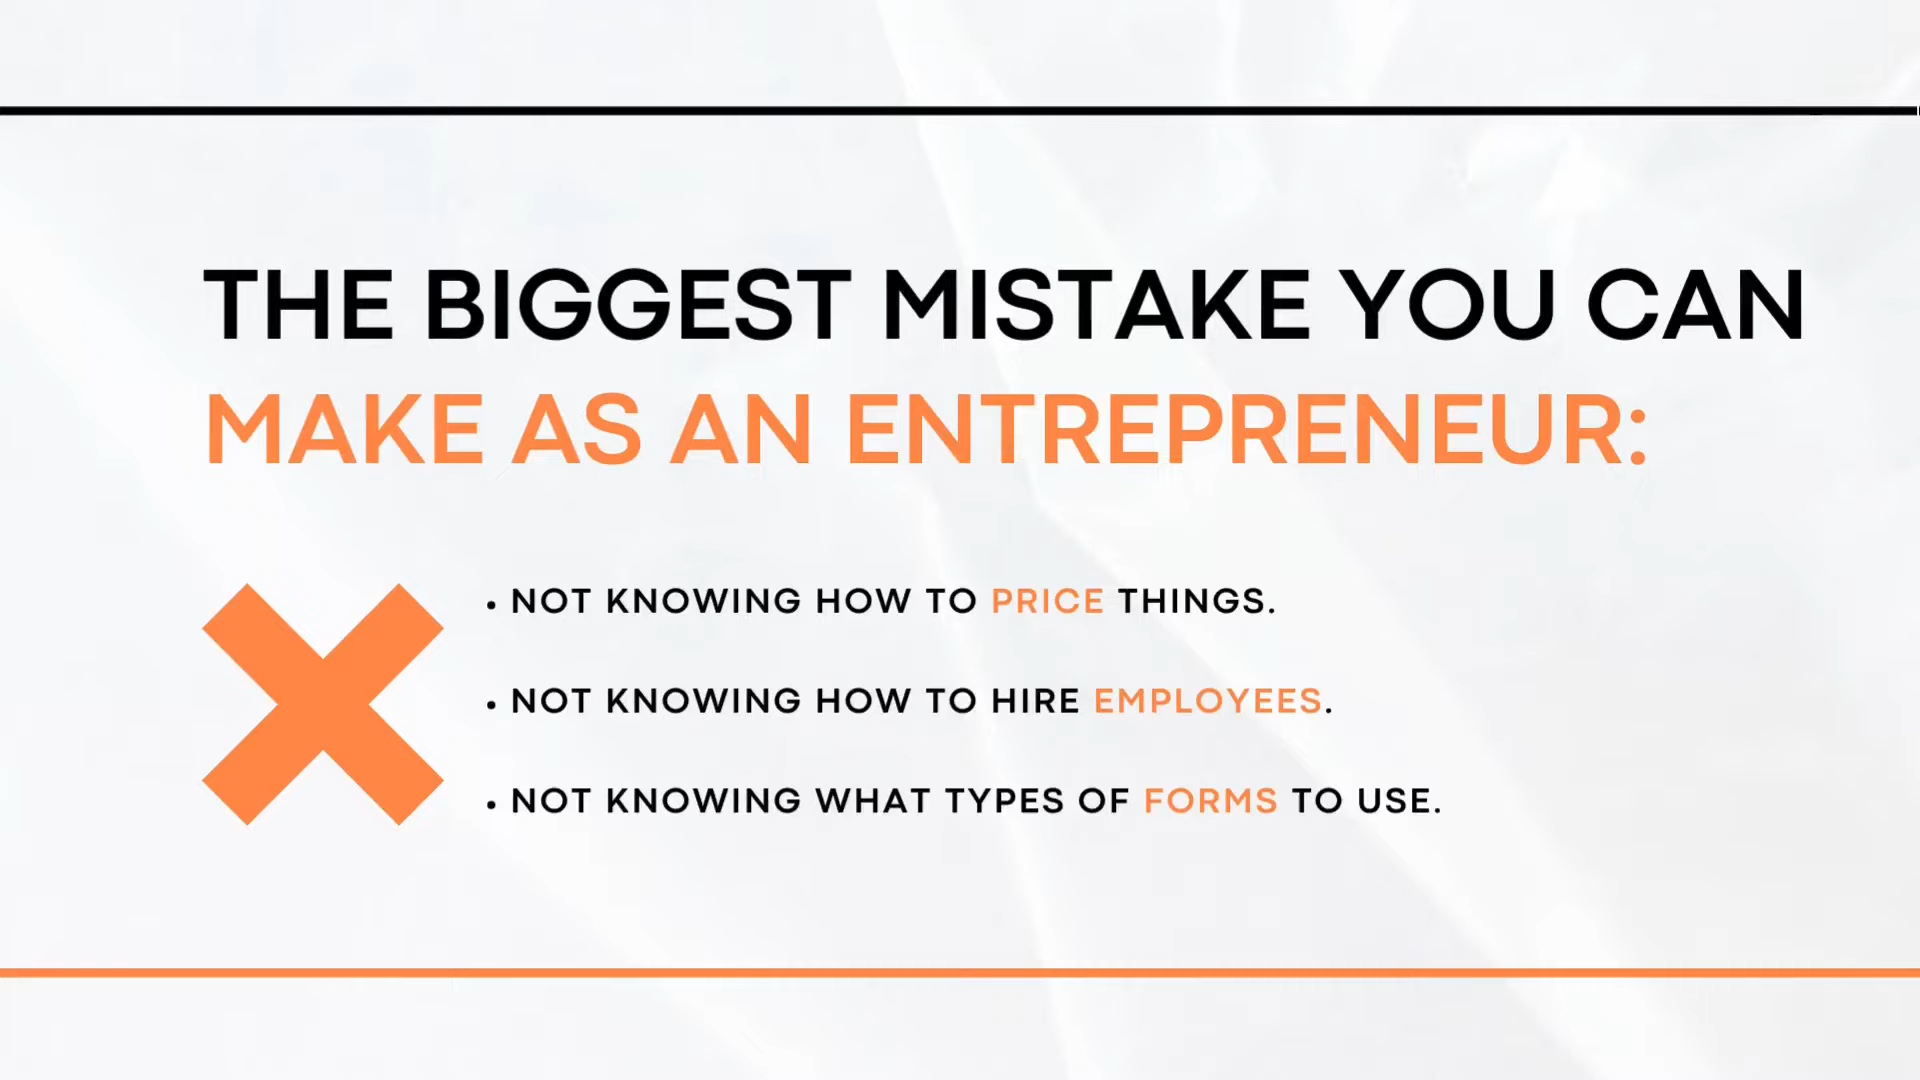 THE BIGGEST MISTAKE YOU CAN
MAKE AS AN ENTREPRENEUR:
• NOT KNOWING HOW TO PRICE THINGS.
• NOT KNOWING HOW TO HIRE EMPLOYEES.
• NOT KNOWING WHAT TYPES OF FORMS TO USE.